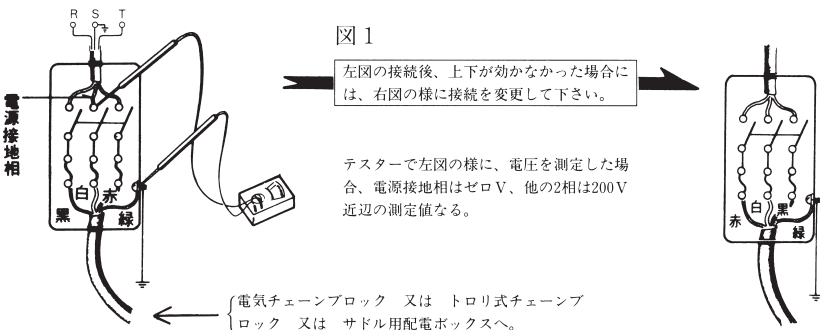 R S T
図1
左図の接続後、上下が効かなかった場合に
は、右図の様に接続を変更して下さい。
電源接地相
テスターで左図の様に、電圧を測定した場
合、電源接地相はゼロV、他の2相は200V
近辺の測定値なる。
黒 白 赤 緑
赤 白 黒 緑
電気チェーンブロック 又は トロリ式チェーンブ
ロック 又は サドル用配電ボックスへ。